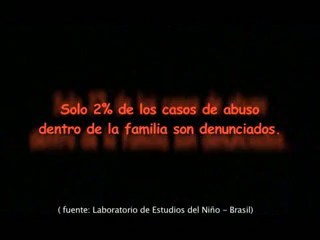 Solo 2% de los casos de abuso
dentro de la familia son denunciados.
( fuente: Laboratorio de Estudios del Niño – Brasil)